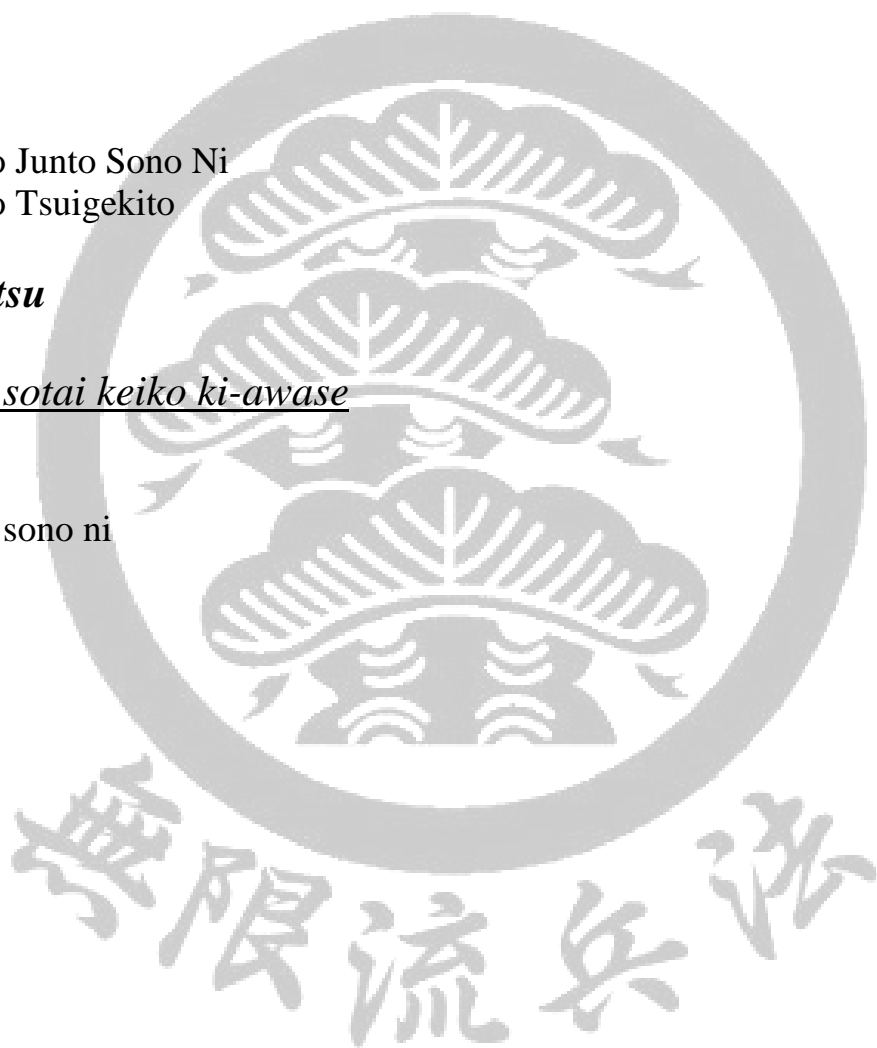 o Junto Sono Ni
o Tsuigekito
tsu
sotai keiko ki-awase
sono ni
無限流兵法